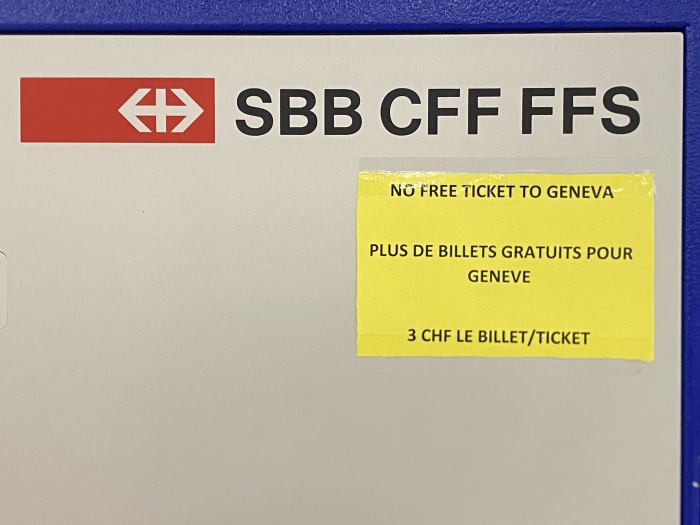 SBB CFF FFS
NO FREE TICKET TO GENEVA
PLUS DE BILLETS GRATUITS POUR
GENEVE
3 CHF LE BILLET/TICKET